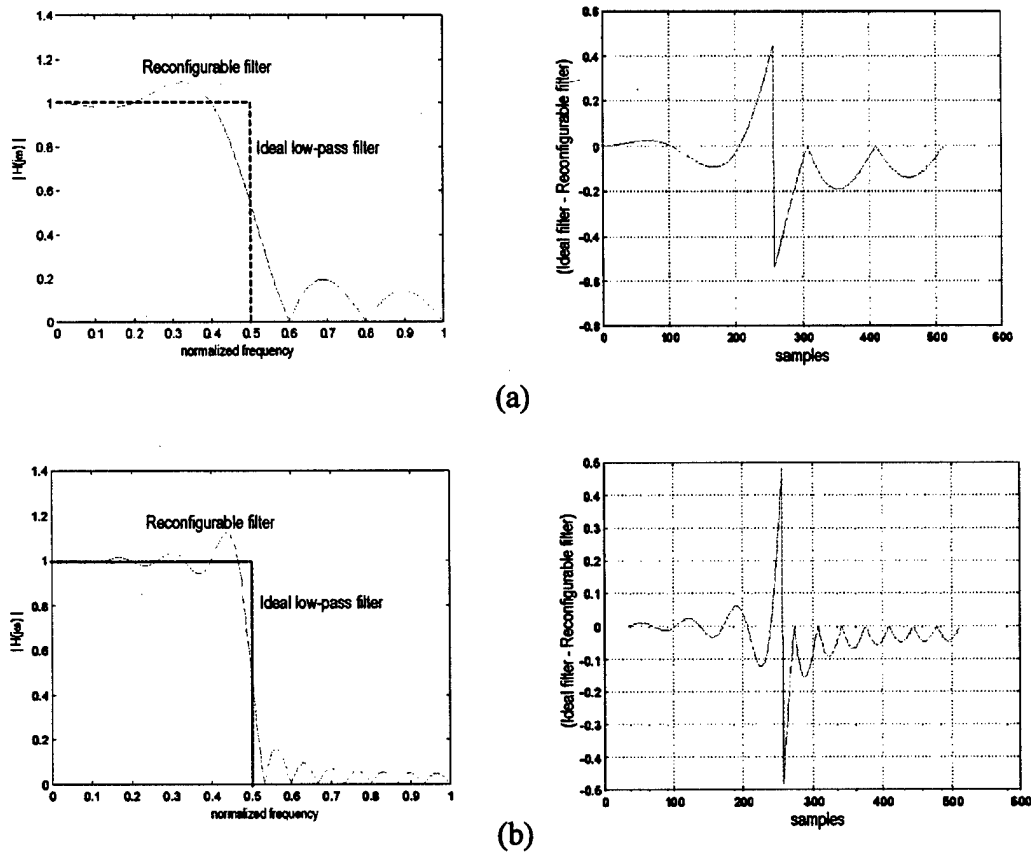 1.4
1.2
1
0.8
0.6
0.4
0.2
0
| H(jω) |
Reconfigurable filter
Ideal low-pass filter
0 0.1 0.2 0.3 0.4 0.5 0.6 0.7 0.8 0.9 1
normalized frequency
0.6
0.4
0.2
0
-0.2
-0.4
-0.6
-0.8
(Ideal filter - Reconfigurable filter)
0 100 200 300 400 500 600
samples
(a)
1.4
1.2
1
0.8
0.6
0.4
0.2
0
| H(jω) |
Reconfigurable filter
Ideal low-pass filter
0 0.1 0.2 0.3 0.4 0.5 0.6 0.7 0.8 0.9 1
normalized frequency
0.5
0.4
0.3
0.2
0.1
0
-0.1
-0.2
-0.3
-0.4
-0.5
(Ideal filter - Reconfigurable filter)
0 100 200 300 400 500 600
samples
(b)